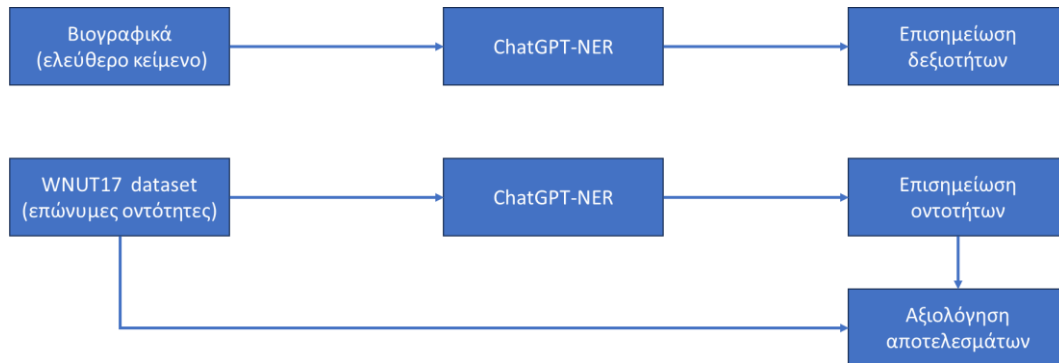 Βιογραφικά
(ελεύθερο κείμενο)
ChatGPT-NER
Επισημείωση
δεξιοτήτων
WNUT17 dataset
(επώνυμες οντότητες)
ChatGPT-NER
Επισημείωση
οντοτήτων
Αξιολόγηση
αποτελεσμάτων